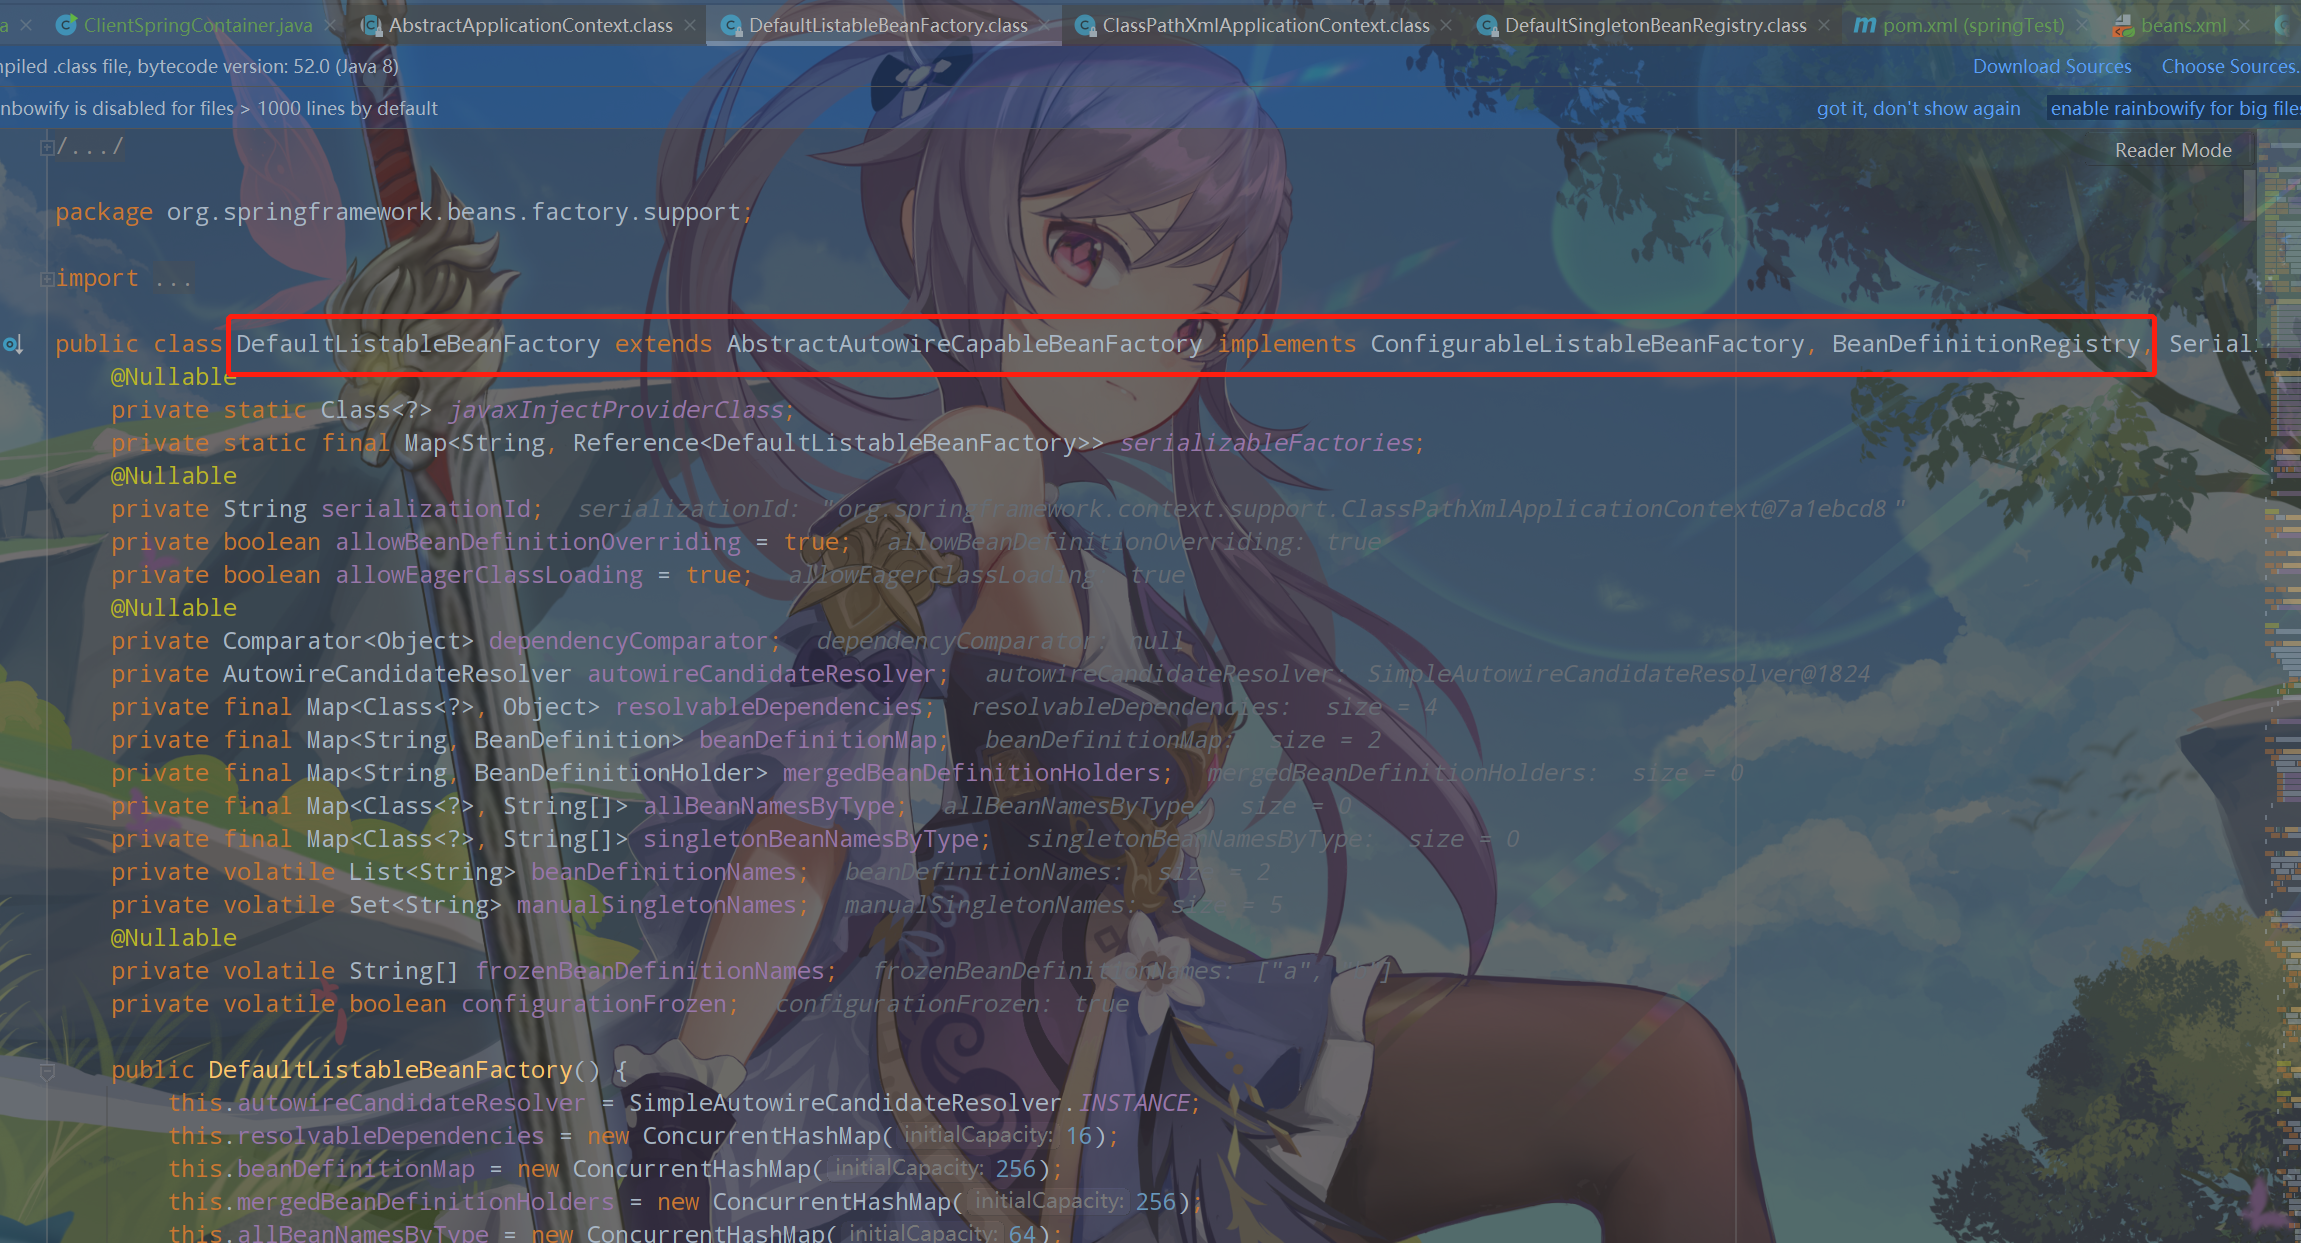 a ClientSpringContainer.java AbstractApplicationContext.class DefaultListableBeanFactory.class ClassPathXmlApplicationContext.class DefaultSingletonBeanRegistry.class pom.xml (springTest) beans.xml
npiled .class file, bytecode version: 52.0 (Java 8) Download Sources Choose Sources.
inbowify is disabled for files > 1000 lines by default got it, don't show again enable rainbowify for big files
/.../
Reader Mode
package org.springframework.beans.factory.support;
import ...
public class DefaultListableBeanFactory extends AbstractAutowireCapableBeanFactory implements ConfigurableListableBeanFactory, BeanDefinitionRegistry, Serial
@Nullable
private static Class<?> javaxInjectProviderClass;
private static final Map<String, Reference<DefaultListableBeanFactory>> serializableFactories;
@Nullable
private String serializationId; serializationId: "org.springframework.context.support.ClassPathXmlApplicationContext@7a1ebcd8"
private boolean allowBeanDefinitionOverriding = true; allowBeanDefinitionOverriding: true
private boolean allowEagerClassLoading = true; allowEagerClassLoading: true
@Nullable
private Comparator<Object> dependencyComparator; dependencyComparator: null
private AutowireCandidateResolver autowireCandidateResolver; autowireCandidateResolver: SimpleAutowireCandidateResolver@1824
private final Map<Class<?>, Object> resolvableDependencies; resolvableDependencies: size = 4
private final Map<String, BeanDefinition> beanDefinitionMap; beanDefinitionMap: size = 2
private final Map<String, BeanDefinitionHolder> mergedBeanDefinitionHolders; mergedBeanDefinitionHolders: size = 0
private final Map<Class<?>, String[]> allBeanNamesByType; allBeanNamesByType: size = 0
private final Map<Class<?>, String[]> singletonBeanNamesByType; singletonBeanNamesByType: size = 0
private volatile List<String> beanDefinitionNames; beanDefinitionNames: size = 2
private volatile Set<String> manualSingletonNames; manualSingletonNames: size = 5
@Nullable
private volatile String[] frozenBeanDefinitionNames; frozenBeanDefinitionNames: ["a", ]
private volatile boolean configurationFrozen; configurationFrozen: true
public DefaultListableBeanFactory() {
this.autowireCandidateResolver = SimpleAutowireCandidateResolver.INSTANCE;
this.resolvableDependencies = new ConcurrentHashMap( initialCapacity: 16);
this.beanDefinitionMap = new ConcurrentHashMap( initialCapacity: 256);
this.mergedBeanDefinitionHolders = new ConcurrentHashMap( initialCapacity: 256);
this.allBeanNamesByType = new ConcurrentHashMap( initialCapacity: 64);